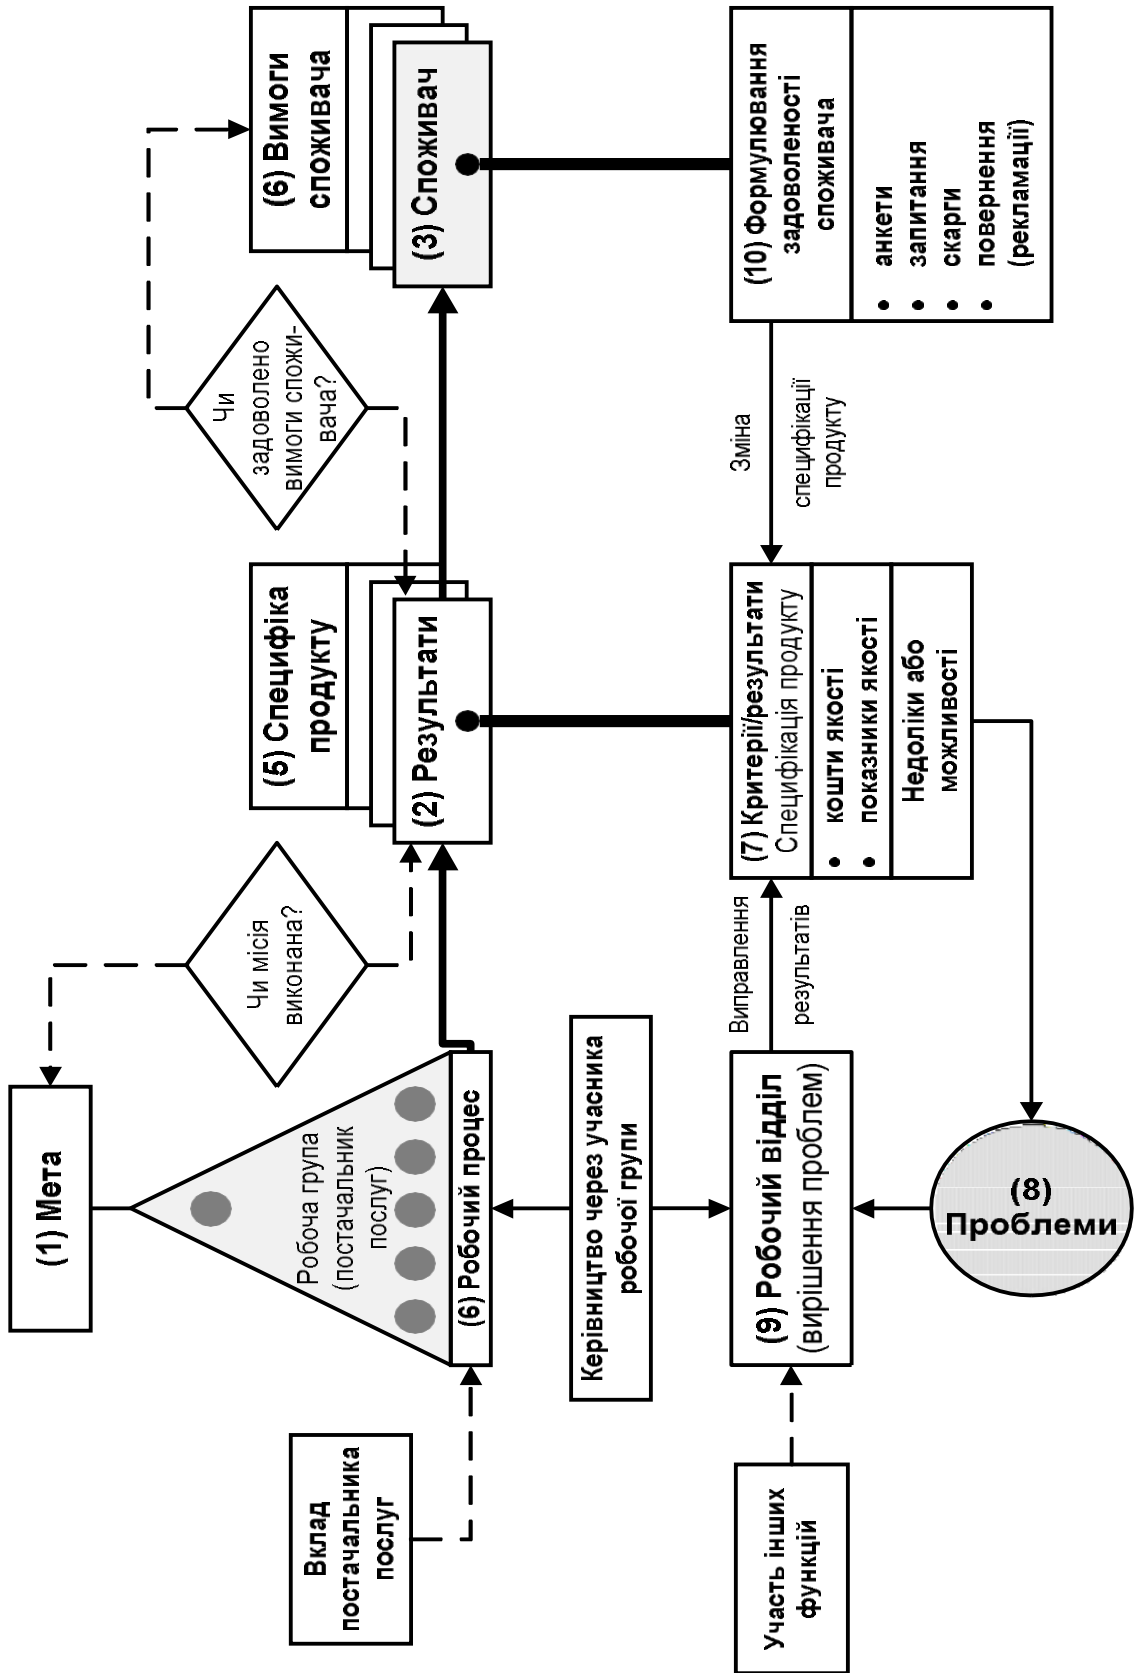 (1) Мета
Чи місія
виконана?
Чи
задоволено
вимоги спожи-
вача?
Вклад
постачальника
послуг
Робоча група
(постачальник
послуг)
(6) Робочий процес
(5) Специфіка
продукту
(2) Результати
(6) Вимоги
споживача
(3) Споживач
Керівництво через учасника
робочої групи
Участь інших
функцій
(9) Робочий відділ
(вирішення проблем)
Виправлення
результатів
(7) Критерії/результати
Специфікація продукту
• кошти якості
• показники якості
Недоліки або
можливості
Зміна
специфікації
продукту
(10) Формулювання
задоволеності
споживача
• анкети
• запитання
• скарги
• повернення
(рекламації)
(8)
Проблеми